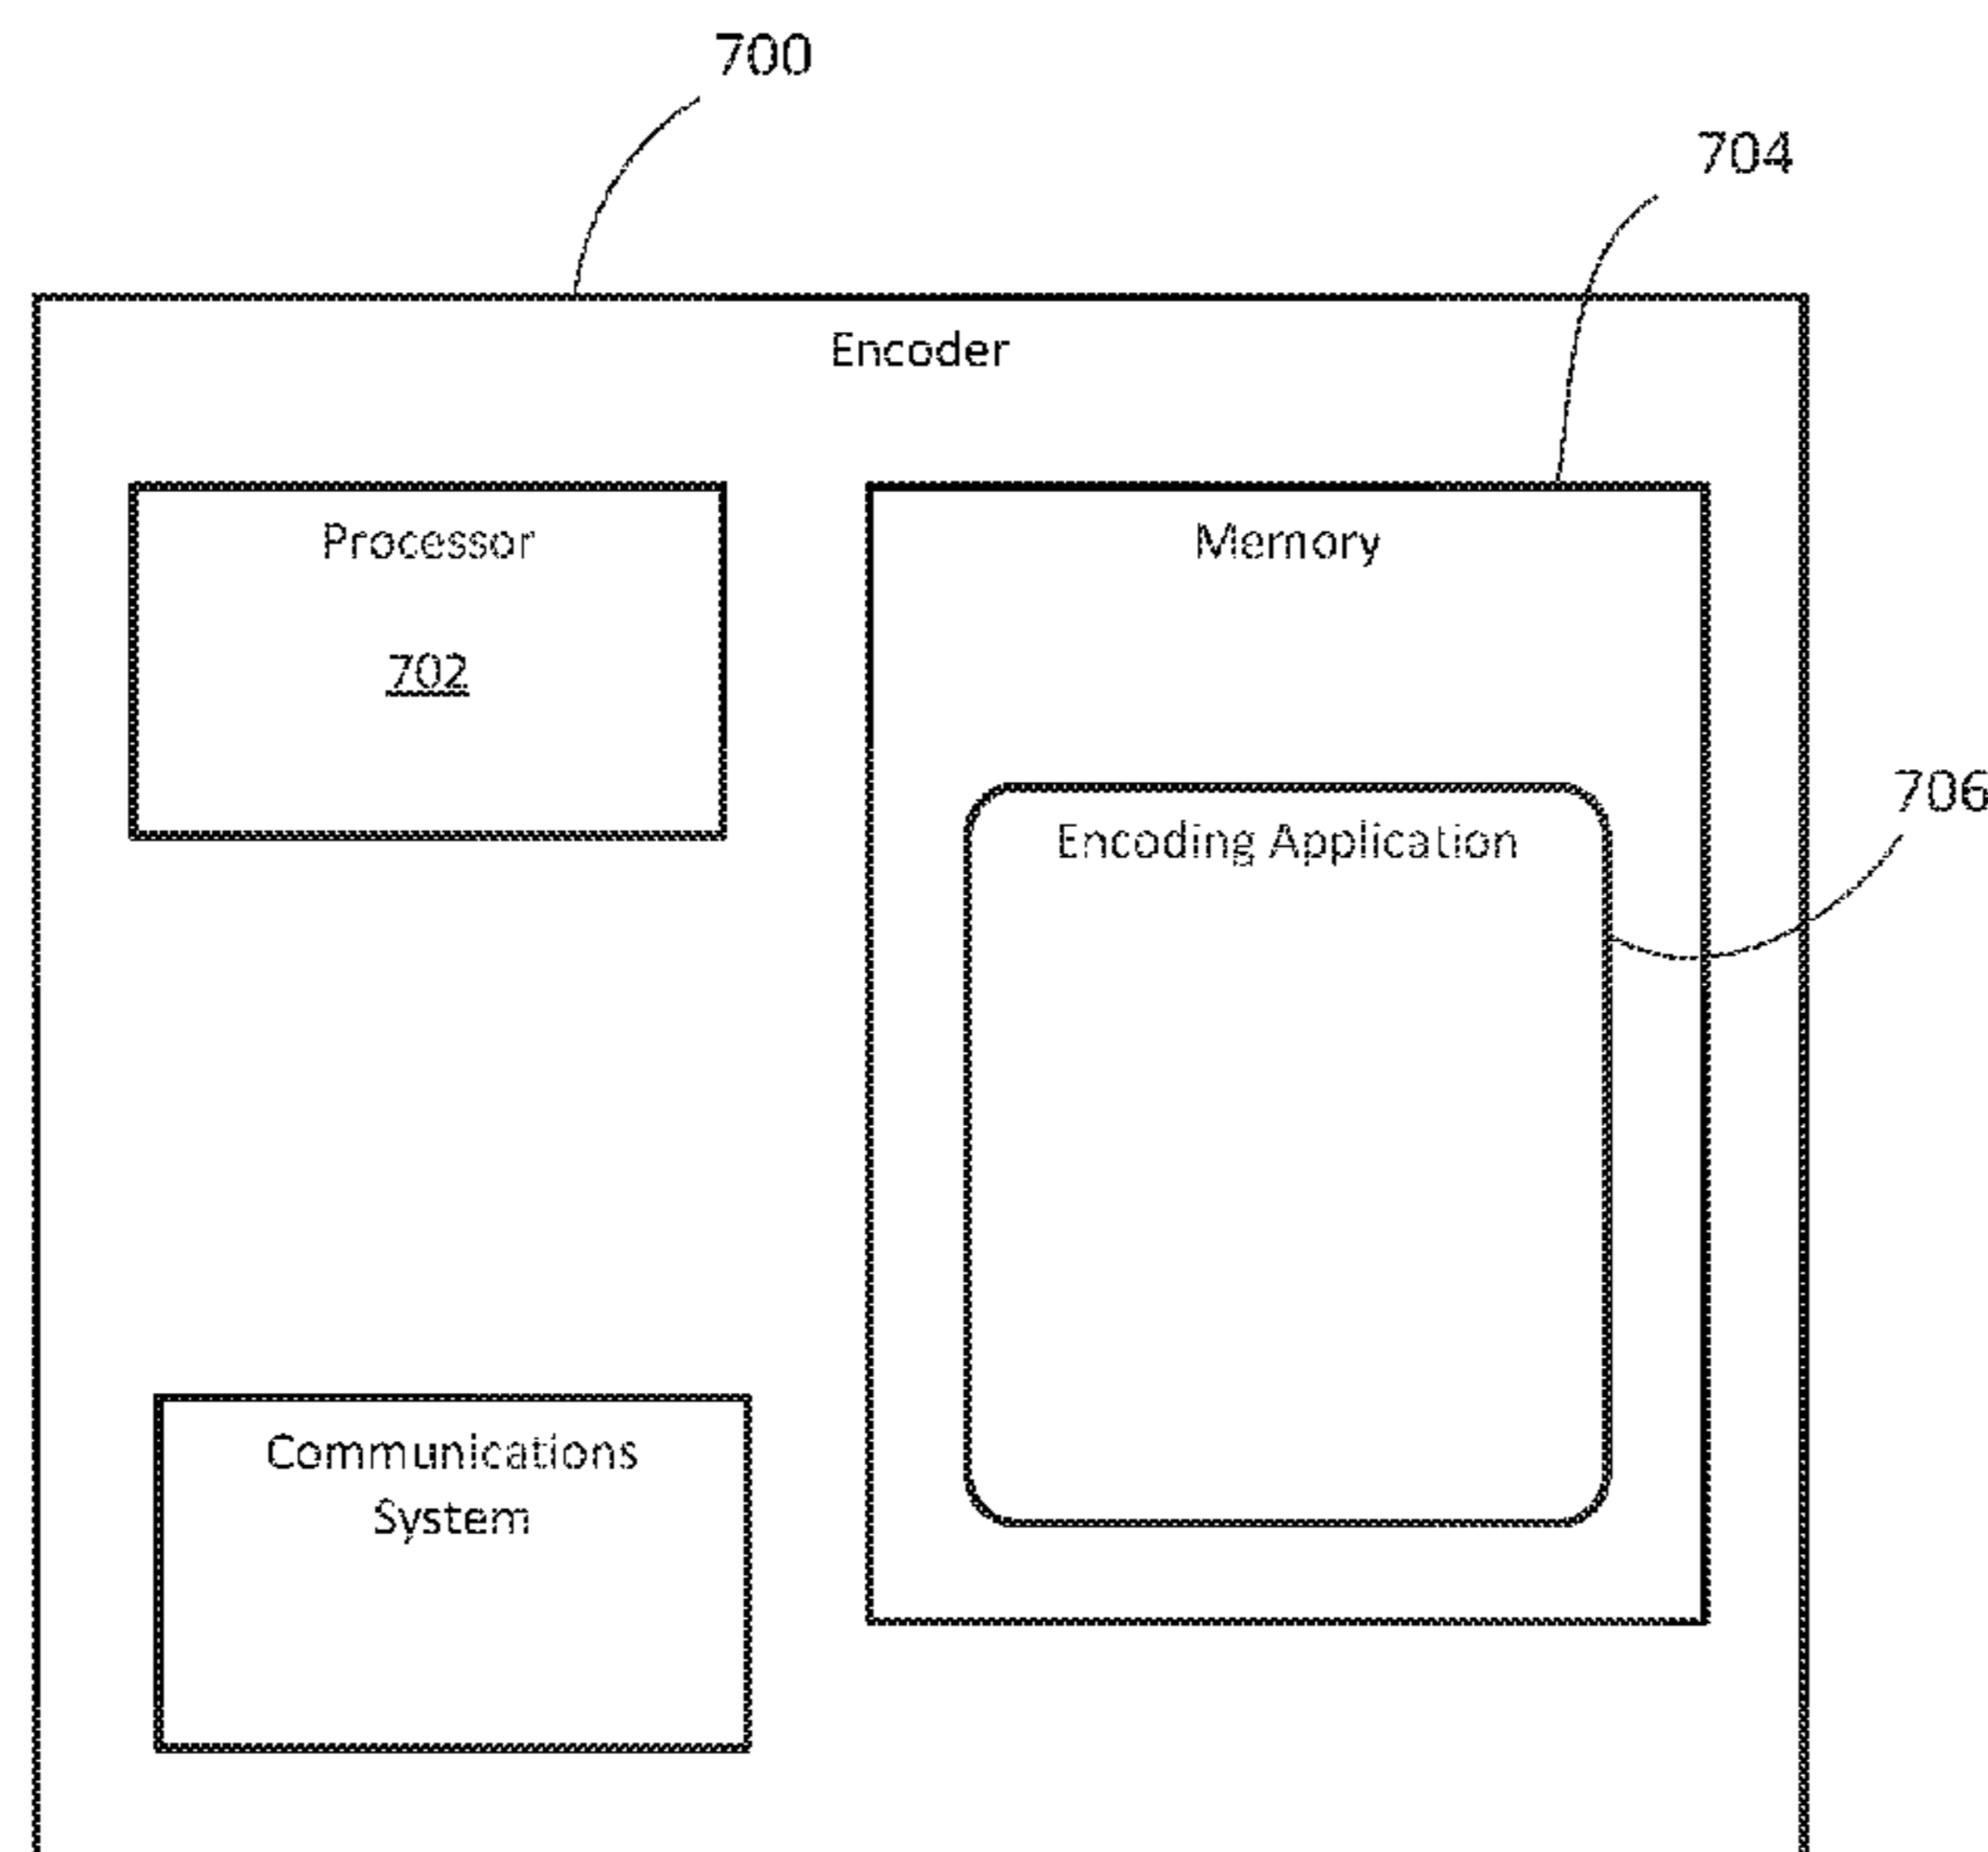 700
704
Encoder
Processor
Memory
702
706
Encoding Application
Communications
System